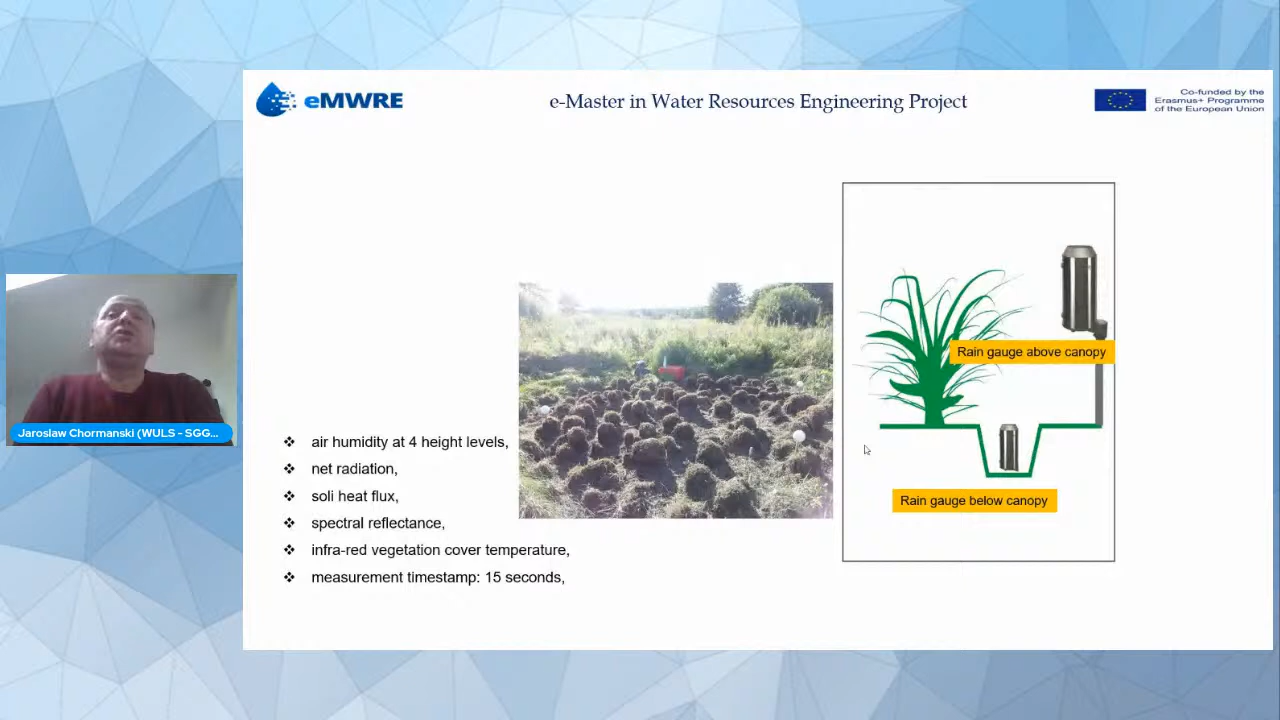 eMWRE
e-Master in Water Resources Engineering Project
Co-funded by the
Erasmus+ Programme
of the European Union
Rain gauge above canopy
Rain gauge below canopy
❖ air humidity at 4 height levels,
❖ net radiation,
❖ soli heat flux,
❖ spectral reflectance,
❖ infra-red vegetation cover temperature,
❖ measurement timestamp: 15 seconds,
Jaroslaw Chormanski (WULS - SGG...